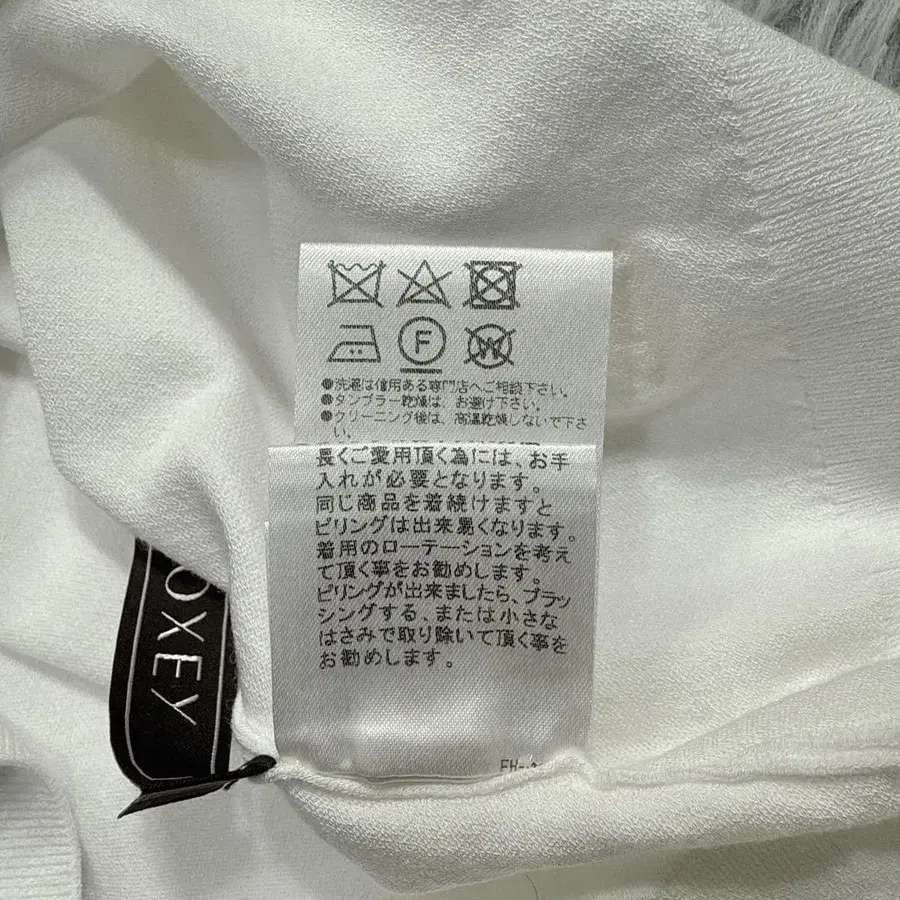 F
W
●洗濯は信用ある専門店へご相談下さい。
●タンブラー乾燥は、お避け下さい。
●クリーニング後は、高温乾燥しないで下さ
い。
長くご愛用頂く為には、お手
入れが必要となります。
同じ商品を着続けますと
ピリングは出来易くなります。
着用のローテーションを考え
て頂く事をお勧めします。
ピリングが出来ましたら、ブラッ
シングする、または小さな
はさみで取り除いて頂く事を
お勧めします。
OXEY